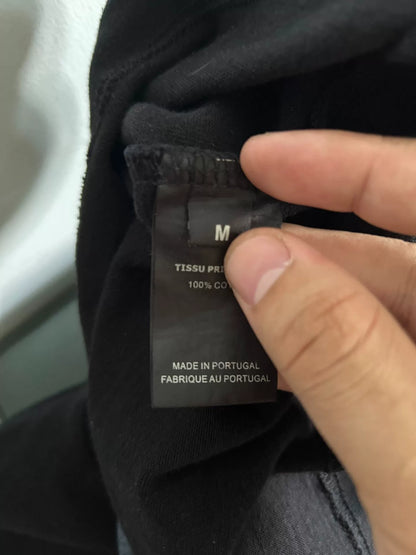 M
TISSU
100%
MADE IN PORTUGAL
FABRIQUE AU PORTUGAL